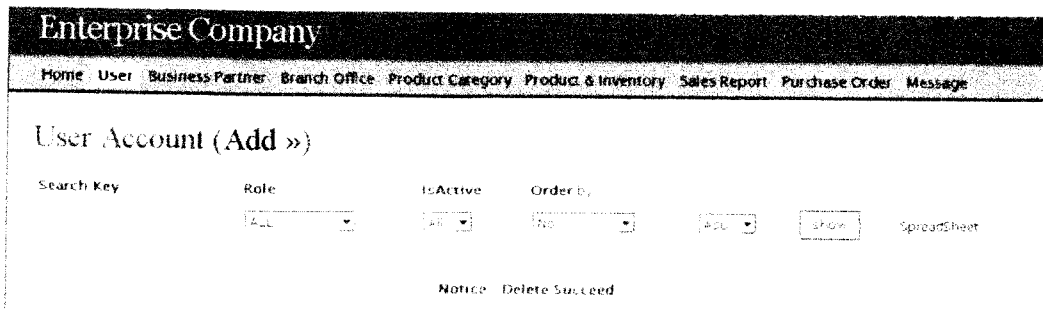 Enterprise Company
Home User Business Partner Branch Office Product Category Product & Inventory Sales Report Purchase Order Message
User Account (Add »)
Search Key Role IsActive Order by
ALL All No show SpreadSheet
Notice Delete Succeed